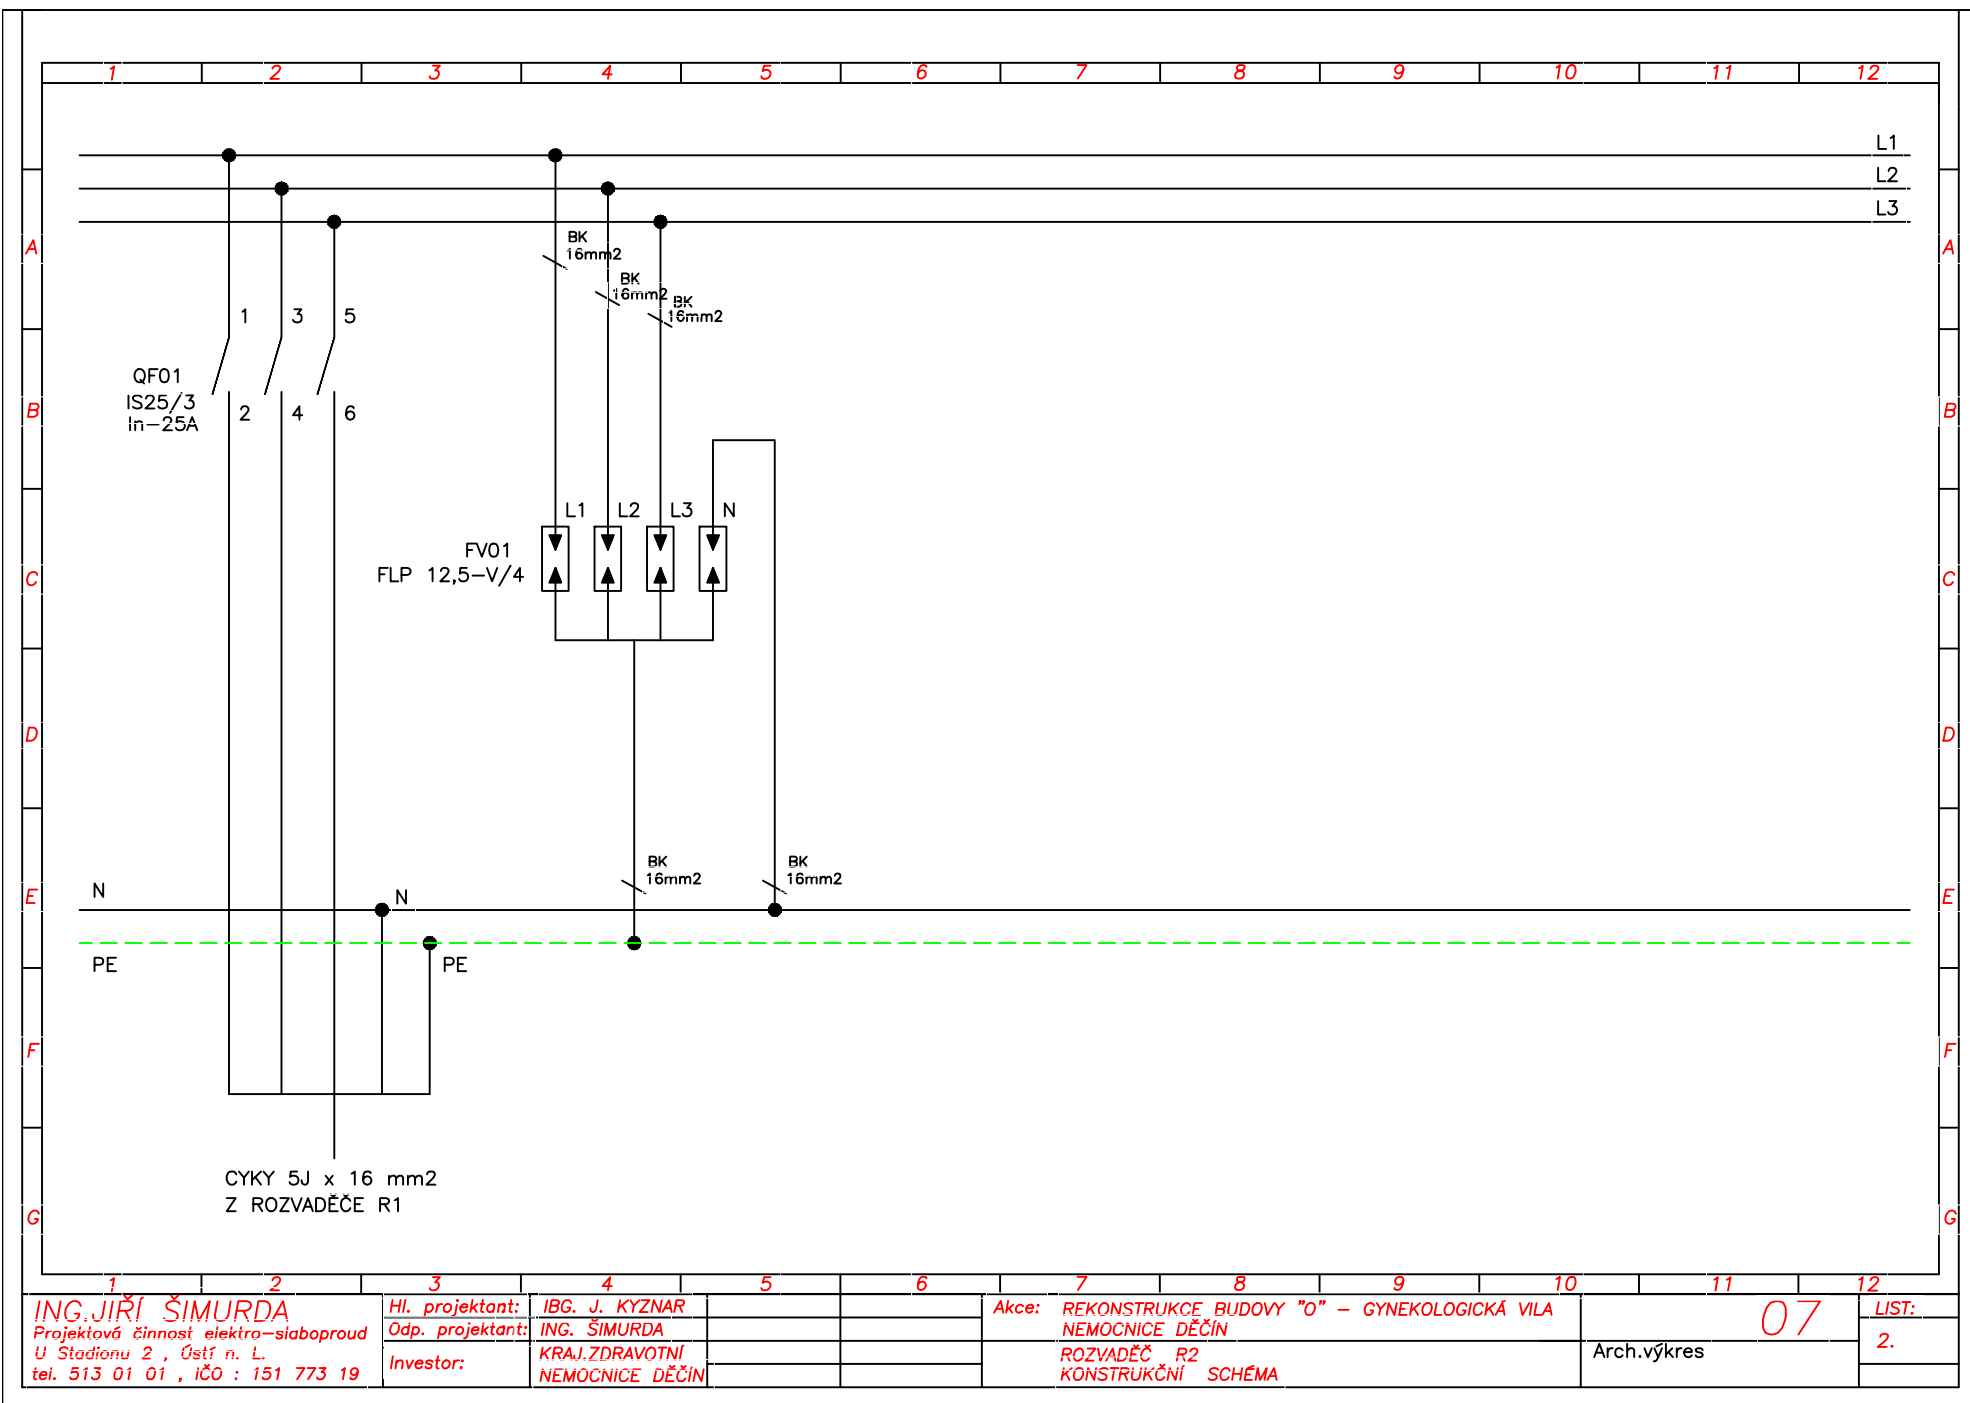 1 2 3 4 5 6 7 8 9 10 11 12
L1
L2
L3
A A
BK
16mm2
BK
16mm2
BK
16mm2
1 3 5
QF01
IS25/3
In-25A
2 4 6
B B
L1 L2 L3 N
FV01
FLP 12,5-V/4
C C
D D
BK
16mm2
BK
16mm2
E E
N N
PE PE
F F
CYKY 5J x 16 mm2
Z ROZVADĚČE R1
G G
1 2 3 4 5 6 7 8 9 10 11 12
ING.JIŘÍ ŠIMURDA
Projektová činnost elektro-slaboproud
U Stadionu 2 , Ústí n. L.
tel. 513 01 01 , IČO : 151 773 19
Hl. projektant: IBG. J. KYZNAR
Odp. projektant: ING. ŠIMURDA
Investor: KRAJ.ZDRAVOTNÍ
NEMOCNICE DĚČÍN
Akce: REKONSTRUKCE BUDOVY "O" - GYNEKOLOGICKÁ VILA
NEMOCNICE DĚČÍN
ROZVADĚČ R2
KONSTRUKČNÍ SCHÉMA
07
Arch.výkres
LIST:
2.